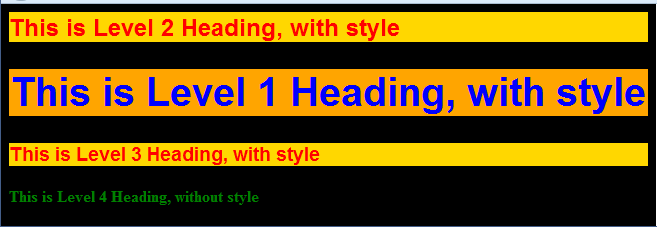 This is Level 2 Heading, with style
This is Level 1 Heading, with style
This is Level 3 Heading, with style
This is Level 4 Heading, without style